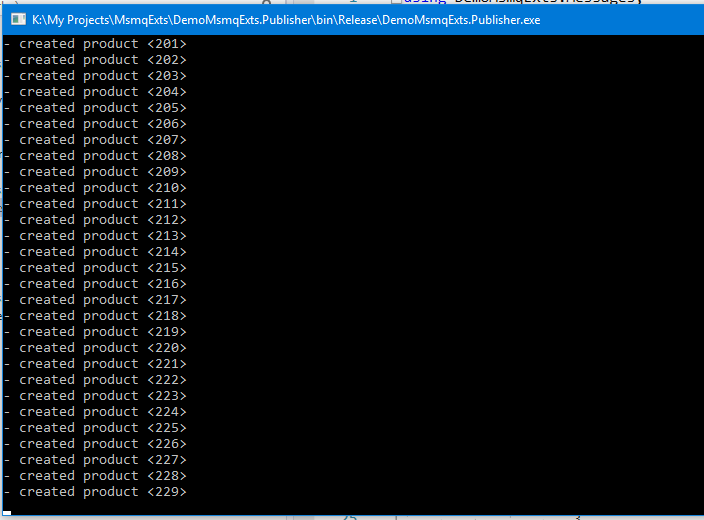 using DemoMsmqExts.Messages;
K:\My Projects\MsmqExts\DemoMsmqExts.Publisher\bin\Release\DemoMsmqExts.Publisher.exe
- created product <201>
- created product <202>
- created product <203>
- created product <204>
- created product <205>
- created product <206>
- created product <207>
- created product <208>
- created product <209>
- created product <210>
- created product <211>
- created product <212>
- created product <213>
- created product <214>
- created product <215>
- created product <216>
- created product <217>
- created product <218>
- created product <219>
- created product <220>
- created product <221>
- created product <222>
- created product <223>
- created product <224>
- created product <225>
- created product <226>
- created product <227>
- created product <228>
- created product <229>